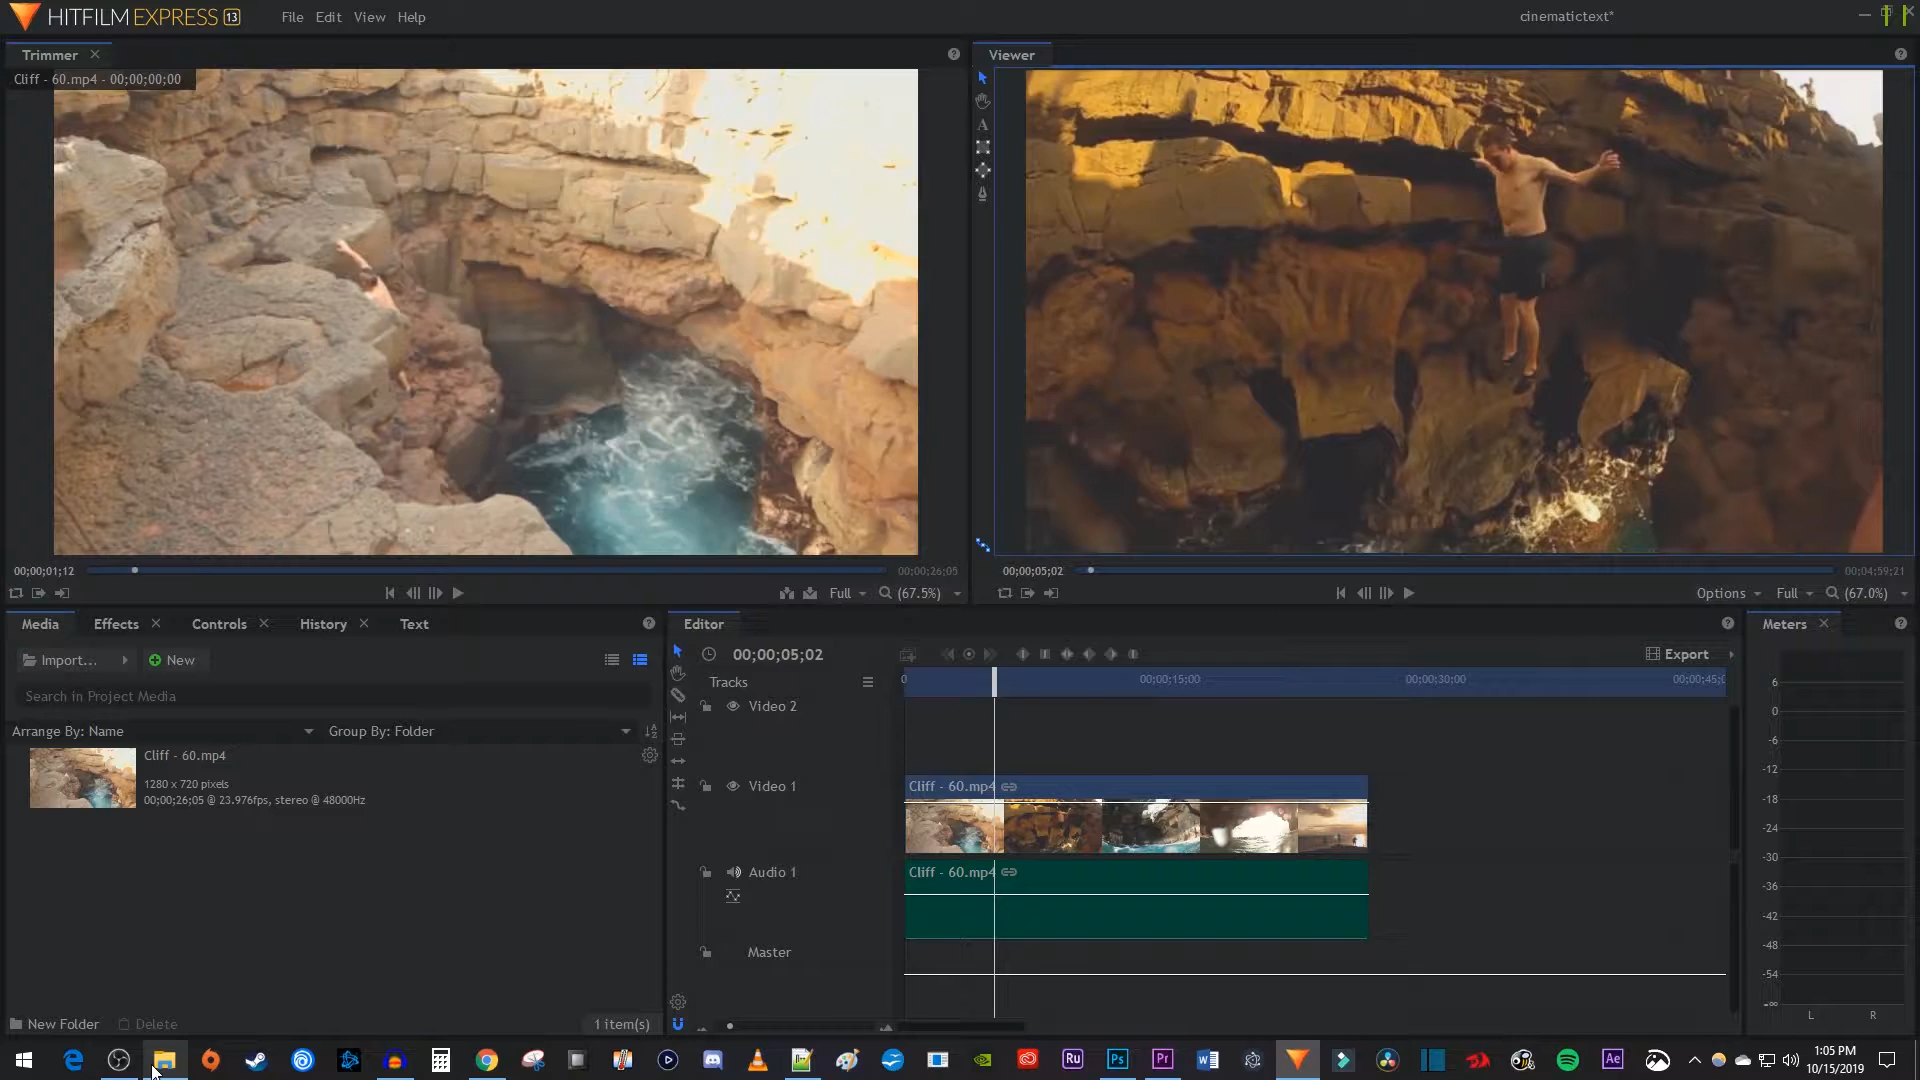 HITFILM EXPRESS 13
File Edit View Help
cinematictext*
Trimmer
Viewer
Cliff - 60.mp4 - 00;00;00;00
A
00;00;01;12
00;00;26;05
00;00;05;02
00;04;59;21
Full
(67.5%)
Options
Full
(67.0%)
Media
Effects
Controls
History
Text
Editor
Meters
Import...
New
00;00;05;02
Export
Search in Project Media
Tracks
0
00;00;15;00
00;00;30;00
00;00;45;0
Arrange By: Name
Group By: Folder
Cliff - 60.mp4
1280 x 720 pixels
00;00;26;05 @ 23.976fps, stereo @ 48000Hz
Video 2
Video 1
Cliff - 60.mp4
Audio 1
Cliff - 60.mp4
Master
6
0
-6
-12
-18
-24
-30
-36
-42
-48
-54
-∞
L
R
New Folder
Delete
1 item(s)
Ru
Ps
Pr
W
Ae
1:05 PM
10/15/2019